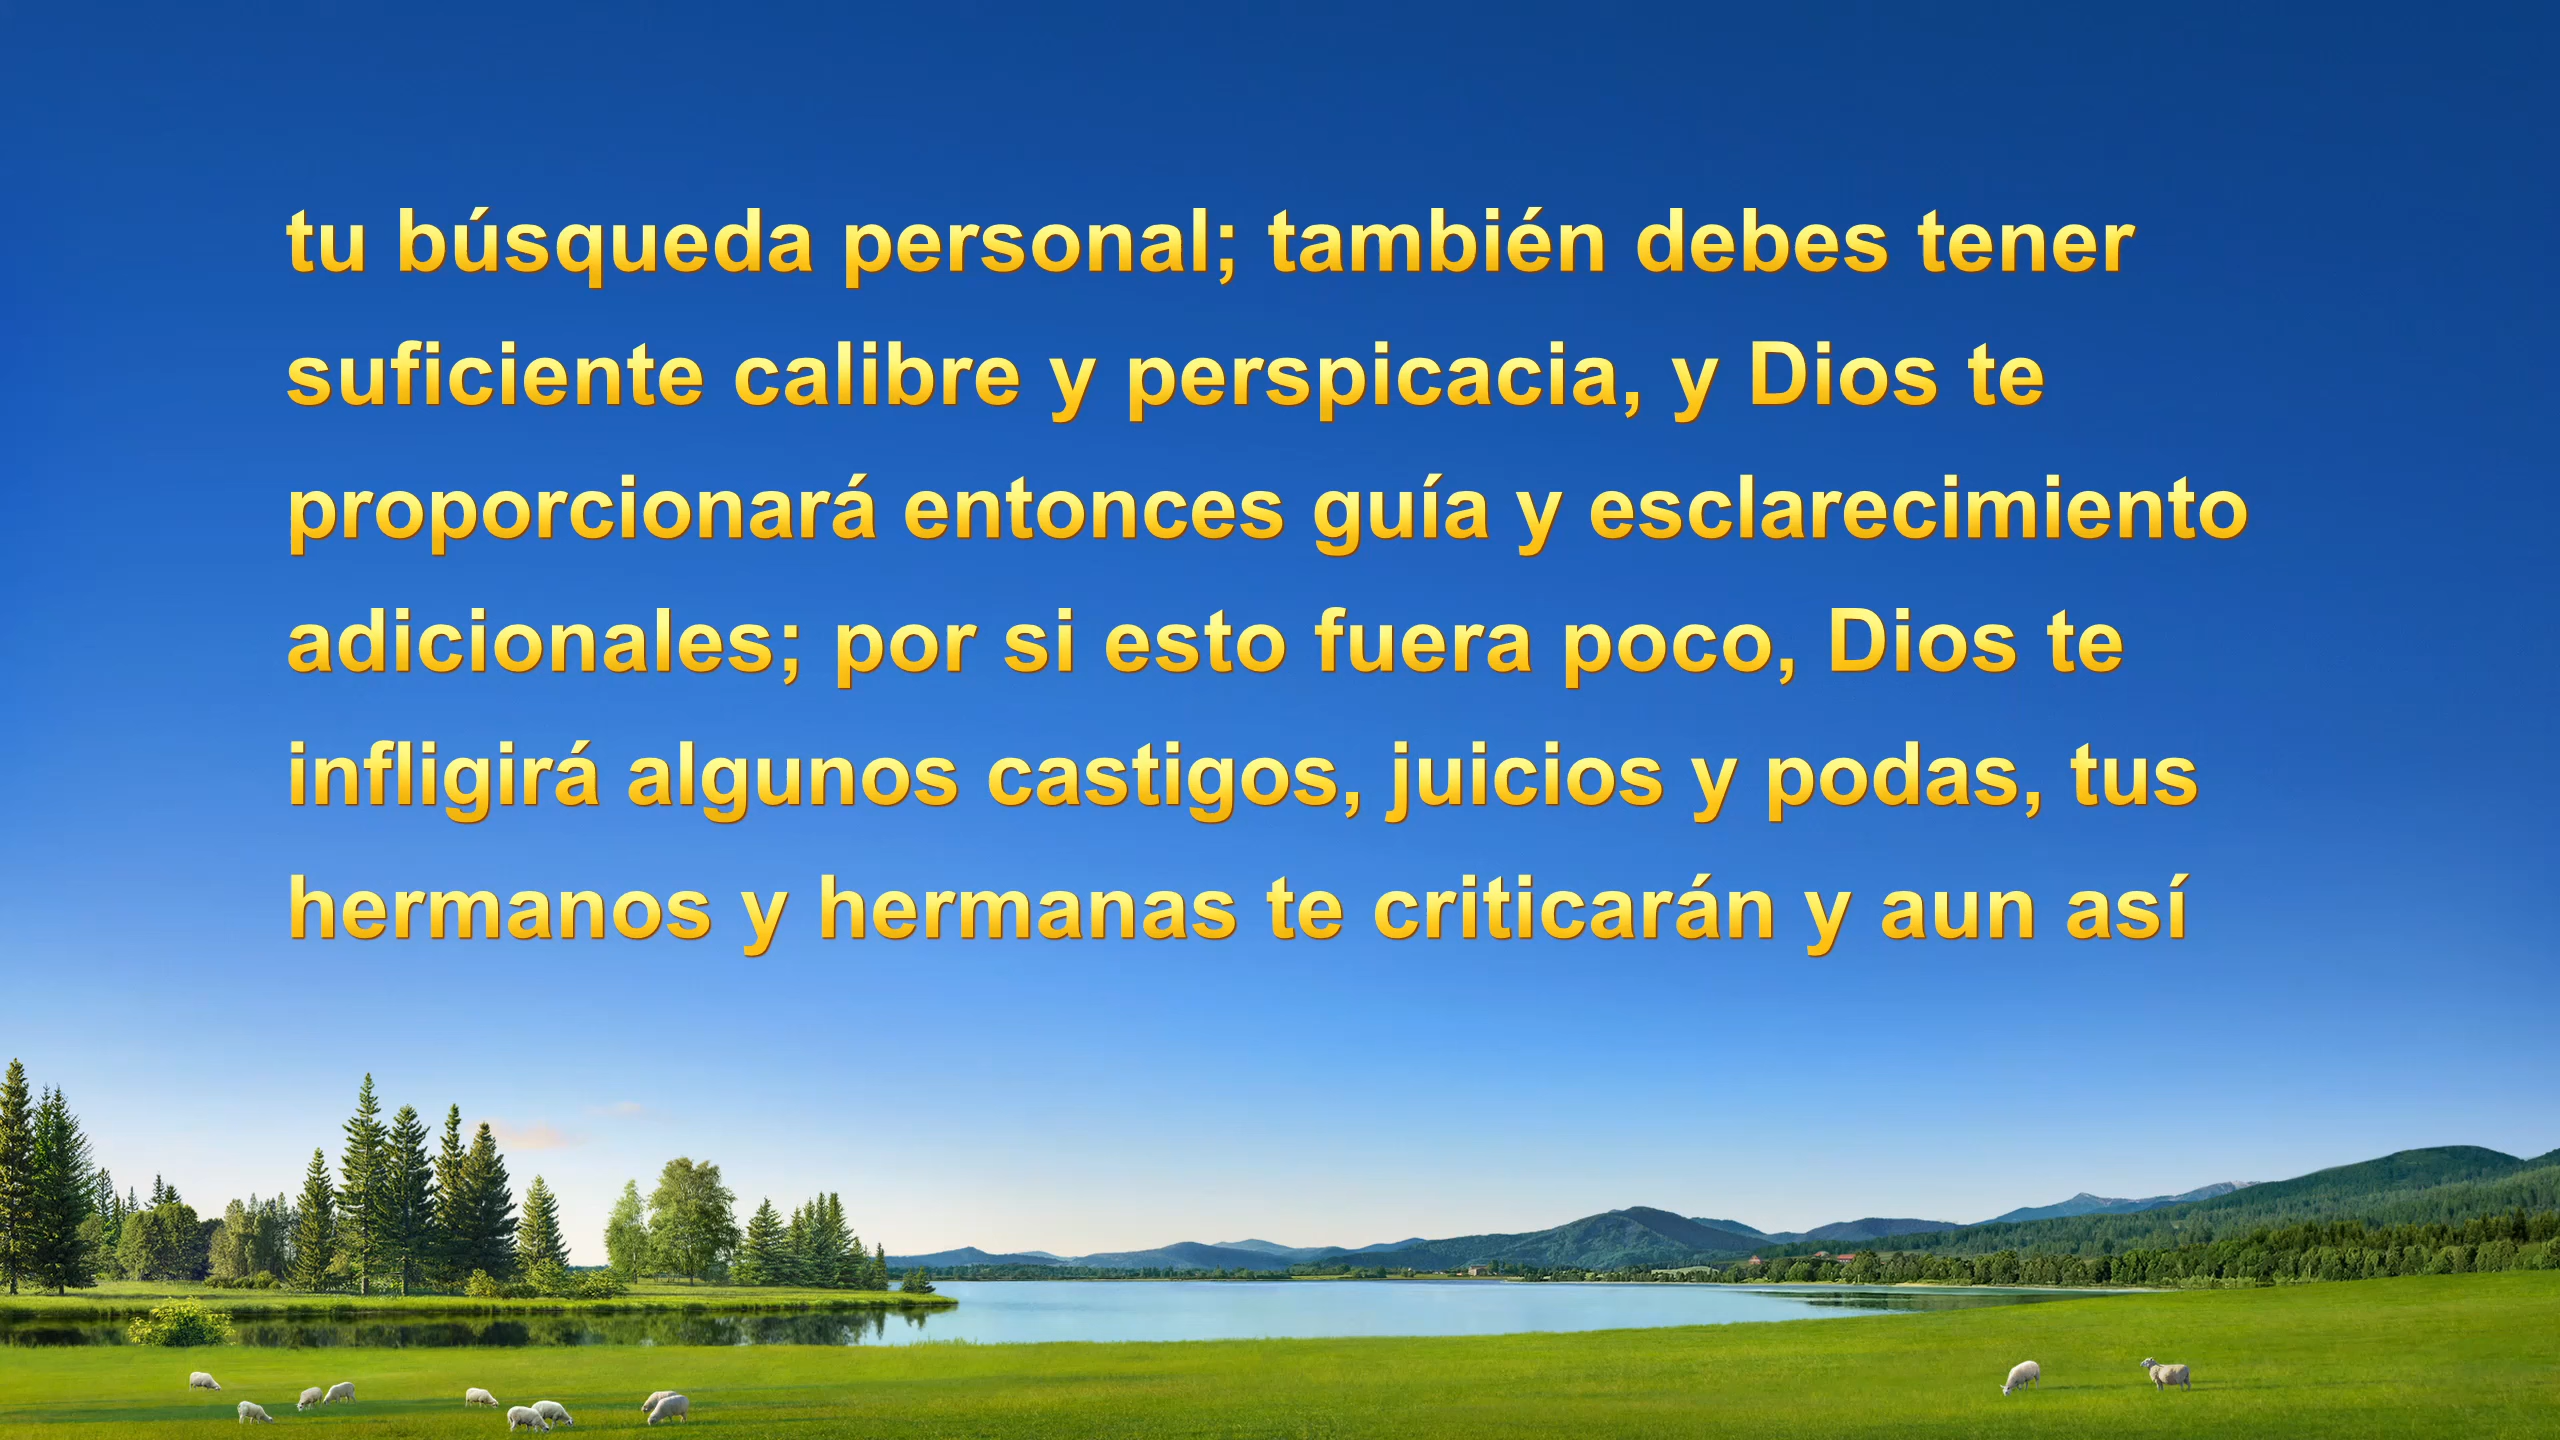 tu búsqueda personal; también debes tener
suficiente calibre y perspicacia, y Dios te
proporcionará entonces guía y esclarecimiento
adicionales; por si esto fuera poco, Dios te
infligirá algunos castigos, juicios y podas, tus
hermanos y hermanas te criticarán y aun así